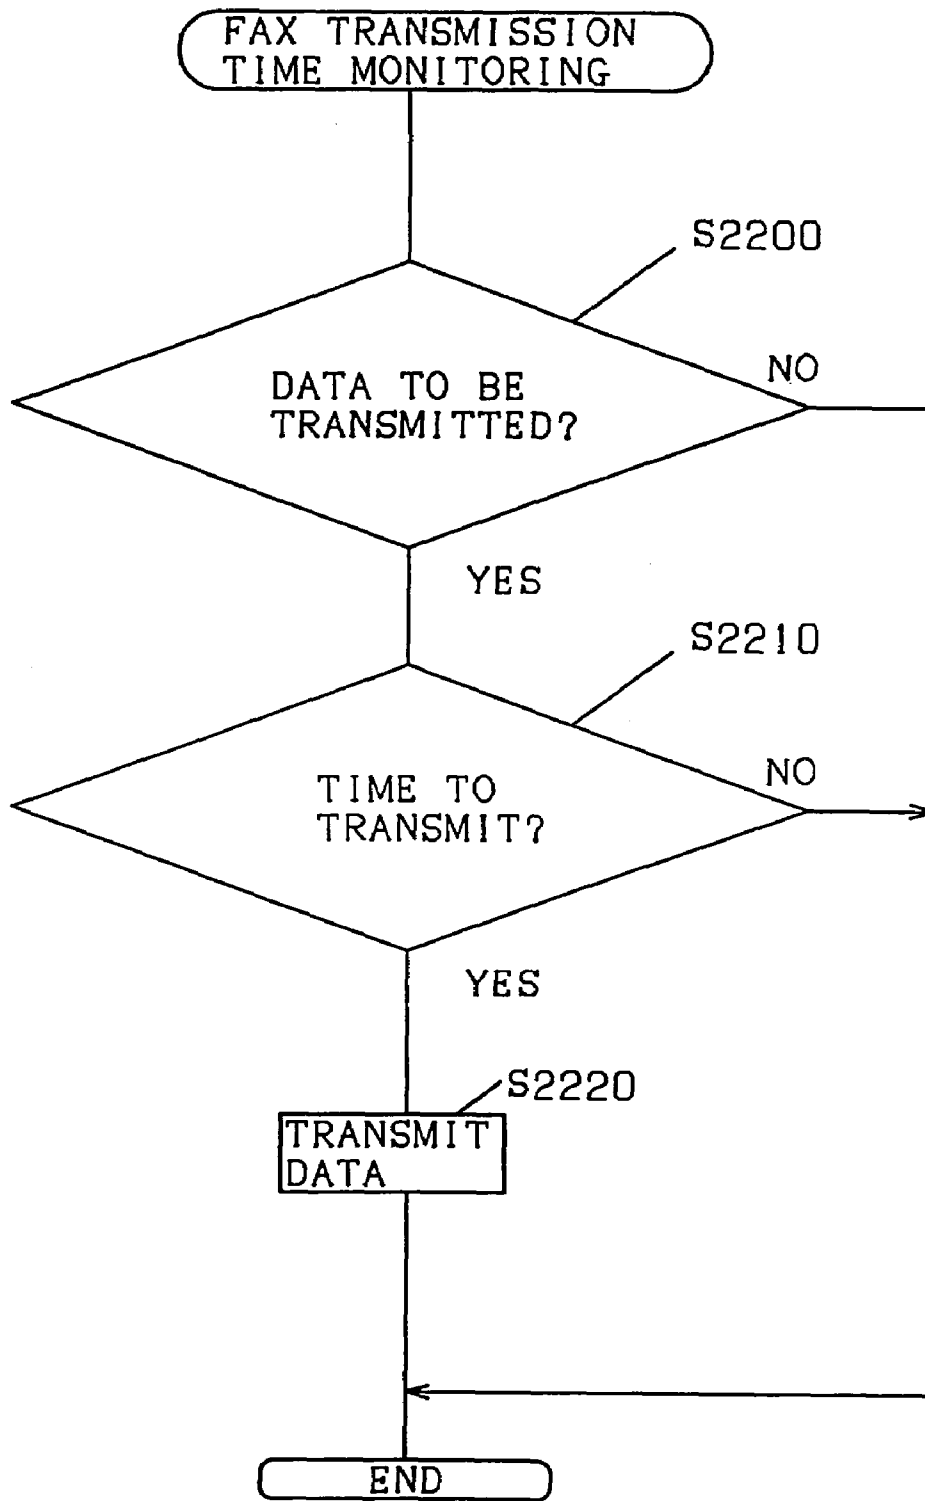 FAX TRANSMISSION
TIME MONITORING
S2200
NO
DATA TO BE
TRANSMITTED?
YES
S2210
NO
TIME TO
TRANSMIT?
YES
S2220
TRANSMIT
DATA
END